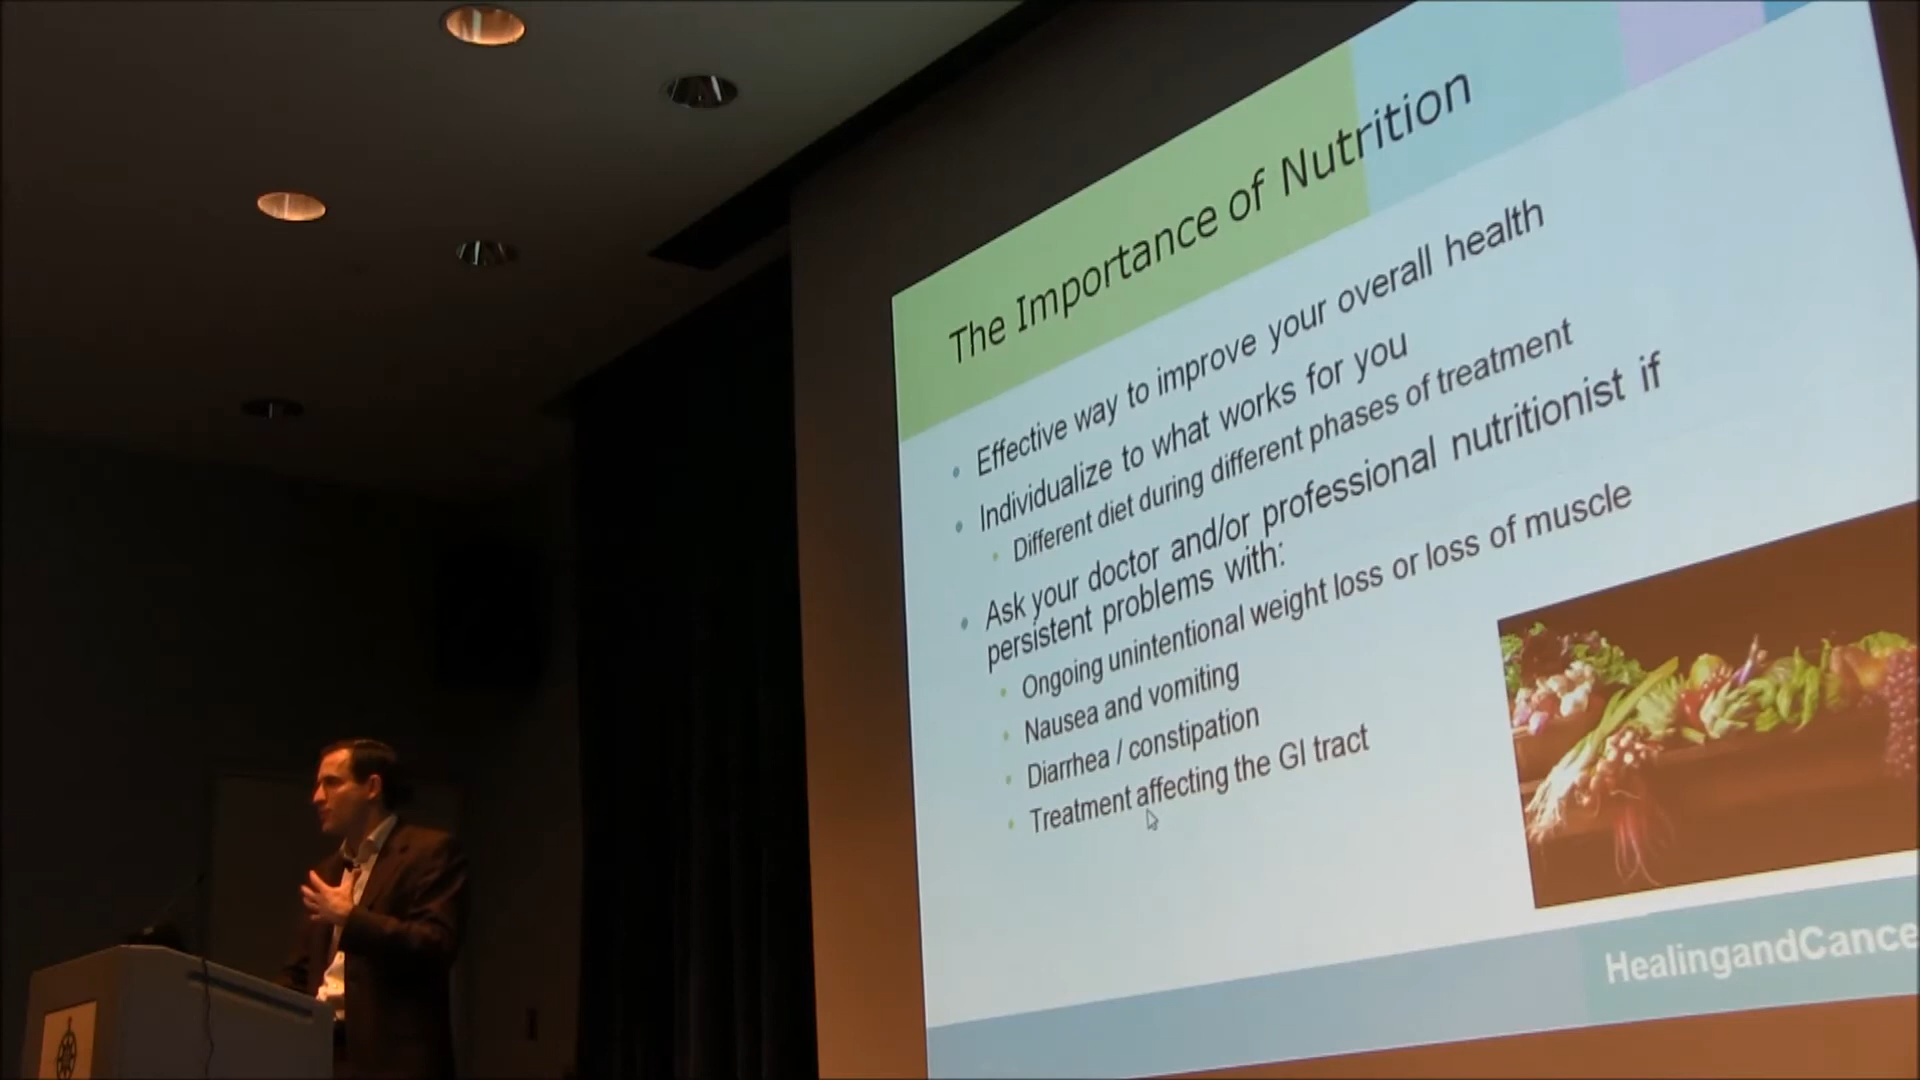 The Importance of Nutrition
• Effective way to improve your overall health
• Individualize to what works for you
• Different diet during different phases of treatment
• Ask your doctor and/or professional nutritionist if
persistent problems with:
• Ongoing unintentional weight loss or loss of muscle
• Nausea and vomiting
• Diarrhea / constipation
• Treatment affecting the GI tract
HealingandCance